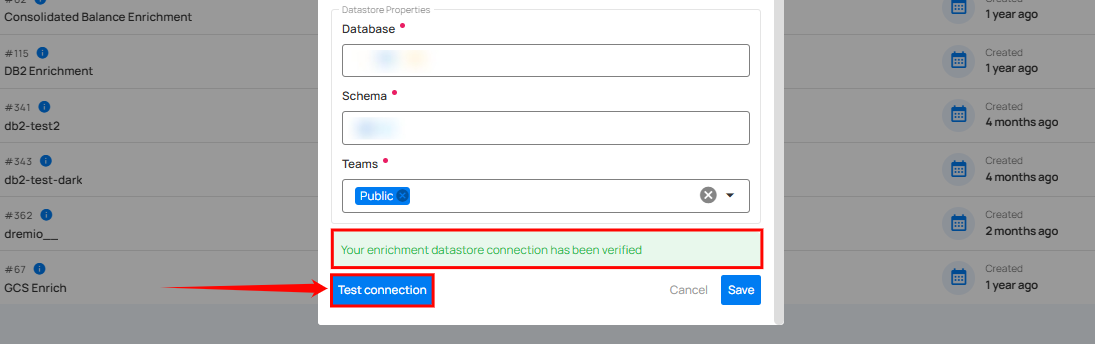 #62
Consolidated Balance Enrichment
#115
DB2 Enrichment
#341
db2-test2
#343
db2-test-dark
#362
dremio__
#67
GCS Enrich
Datastore Properties
Database
Schema
Teams
Public
Your enrichment datastore connection has been verified
Test connection
Cancel
Save
Created
1 year ago
Created
1 year ago
Created
4 months ago
Created
4 months ago
Created
2 months ago
Created
1 year ago